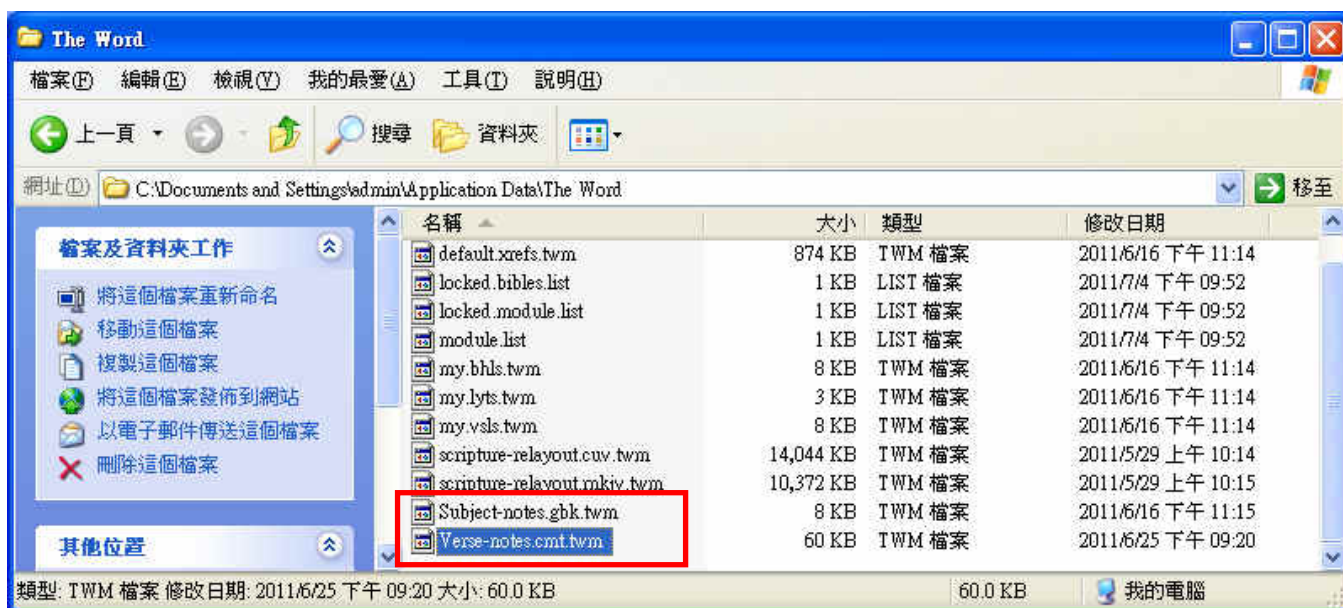 The Word
檔案(F) 編輯(E) 檢視(V) 我的最愛(A) 工具(T) 說明(H)
上一頁 搜尋 資料夾
網址(D) C:\Documents and Settings\admin\Application Data\The Word 移至
檔案及資料夾工作
將這個檔案重新命名
移動這個檔案
複製這個檔案
將這個檔案發佈到網站
以電子郵件傳送這個檔案
刪除這個檔案
其他位置
名稱 大小 類型 修改日期
default.xrefs.twm 874 KB TWM 檔案 2011/6/16 下午 11:14
locked.bibles.list 1 KB LIST 檔案 2011/7/4 下午 09:52
locked.module.list 1 KB LIST 檔案 2011/7/4 下午 09:52
module.list 1 KB LIST 檔案 2011/7/4 下午 09:52
my.bhls.twm 8 KB TWM 檔案 2011/6/16 下午 11:14
my.lyts.twm 3 KB TWM 檔案 2011/6/16 下午 11:14
my.vsls.twm 8 KB TWM 檔案 2011/6/16 下午 11:14
scripture-relayout.cuv.twm 14,044 KB TWM 檔案 2011/5/29 上午 10:14
scripture-relayout.rnkjv.twm 10,372 KB TWM 檔案 2011/5/29 上午 10:15
Subject-notes.gbk.twm 8 KB TWM 檔案 2011/6/16 下午 11:15
Verse-notes.cmt.twm 60 KB TWM 檔案 2011/6/25 下午 09:20
類型: TWM 檔案 修改日期: 2011/6/25 下午 09:20 大小: 60.0 KB 60.0 KB 我的電腦